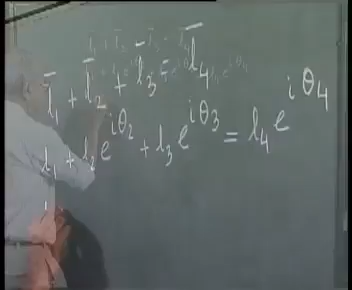 l̄₁ + l̄₂ + l̄₃ = l̄₄
l₁ + l₂ e^{iθ₂} + l₃ e^{iθ₃} = l₄ e^{iθ₄}